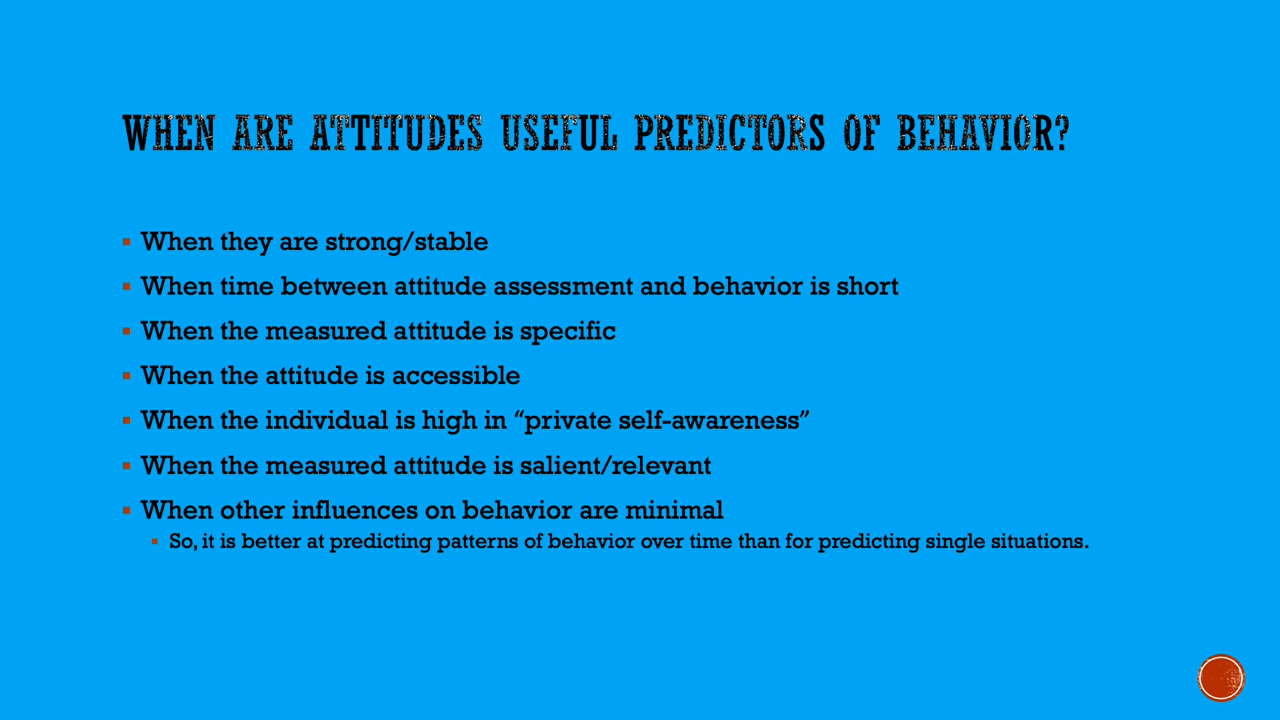 WHEN ARE ATTITUDES USEFUL PREDICTORS OF BEHAVIOR?
When they are strong/stable
When time between attitude assessment and behavior is short
When the measured attitude is specific
When the attitude is accessible
When the individual is high in “private self-awareness”
When the measured attitude is salient/relevant
When other influences on behavior are minimal
So, it is better at predicting patterns of behavior over time than for predicting single situations.